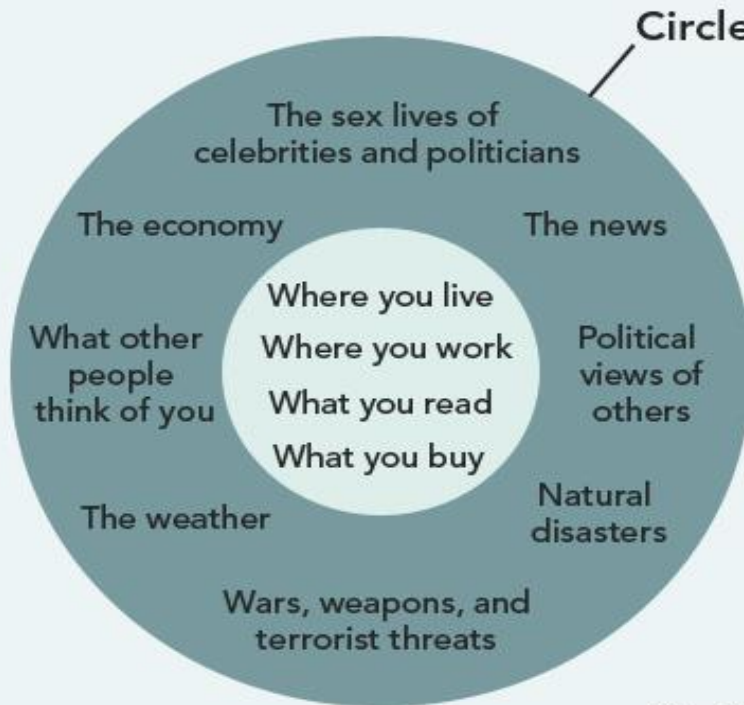 Circle
The sex lives of
celebrities and politicians
The economy
The news
Where you live
Where you work
What you read
What you buy
What other
people
think of you
Political
views of
others
The weather
Natural
disasters
Wars, weapons, and
terrorist threats